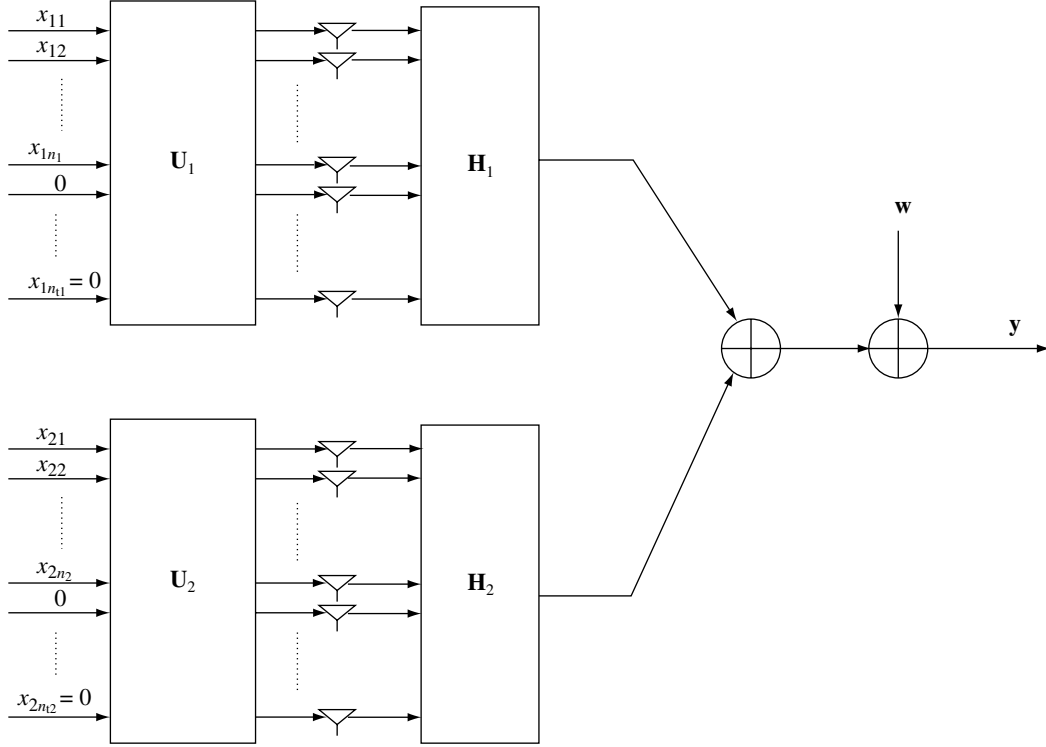 x₁₁
x₁₂
x₁ₙ₁
0
x₁ₙₜ₁ = 0
U₁
H₁
w
y
x₂₁
x₂₂
x₂ₙ₂
0
x₂ₙₜ₂ = 0
U₂
H₂